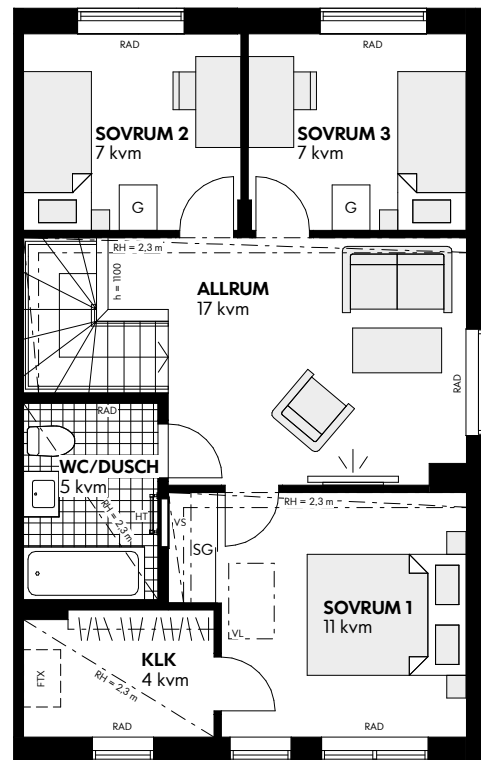 RAD
RAD
SOVRUM 2
7 kvm
SOVRUM 3
7 kvm
G
G
RH = 2,3 m
h = 1100
ALLRUM
17 kvm
RAD
RAD
WC/DUSCH
5 kvm
RH = 2,3 m
HT
VS
SG
RH = 2,3 m
VL
SOVRUM 1
11 kvm
KLK
4 kvm
FTX
RH = 2,3 m
RAD
RAD